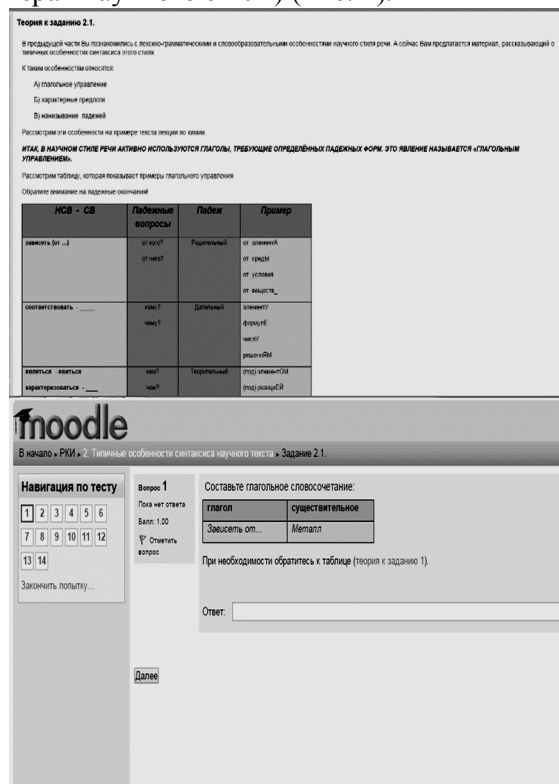 Теория к заданию 2.1.
В предыдущей части Вы познакомились с лексико-грамматическими и словообразовательными особенностями научного стиля речи. А сейчас Вам предлагается материал, рассказывающий о
типичных особенностях синтаксиса этого стиля.
К таким особенностям относятся:
А) глагольное управление
Б) характерные предлоги
В) нанизывание падежей
Рассмотрим эти особенности на примере текста лекции по химии.
ИТАК, В НАУЧНОМ СТИЛЕ РЕЧИ АКТИВНО ИСПОЛЬЗУЮТСЯ ГЛАГОЛЫ, ТРЕБУЮЩИЕ ОПРЕДЕЛЁННЫХ ПАДЕЖНЫХ ФОРМ. ЭТО ЯВЛЕНИЕ НАЗЫВАЕТСЯ «ГЛАГОЛЬНЫМ
УПРАВЛЕНИЕМ».
Рассмотрим таблицу, которая показывает примеры глагольного управления
Обратите внимание на падежные окончания!
НСВ - СВ Падежные вопросы Падеж Пример
зависеть (от ...) от кого? Родительный от элементА
от чего? от средЫ
от условия
от веществ_
соответствовать - ____ кому? Дательный элементУ
чему? формулЕ
числУ
решениЯМ
являться - явиться кем? Творительный (под) элементОМ
характеризоваться - ____ чем? (под) позициЕЙ
moodle
В начало ▸ РКИ ▸ 2. Типичные особенности синтаксиса научного текста ▸ Задание 2.1.
Навигация по тесту
1 2 3 4 5 6
7 8 9 10 11 12
13 14
Закончить попытку...
Вопрос 1
Пока нет ответа
Балл: 1,00
Отметить
вопрос
Составьте глагольное словосочетание:
глагол существительное
Зависеть от... Металл
При необходимости обратитесь к таблице (теория к заданию 1).
Ответ:
Далее